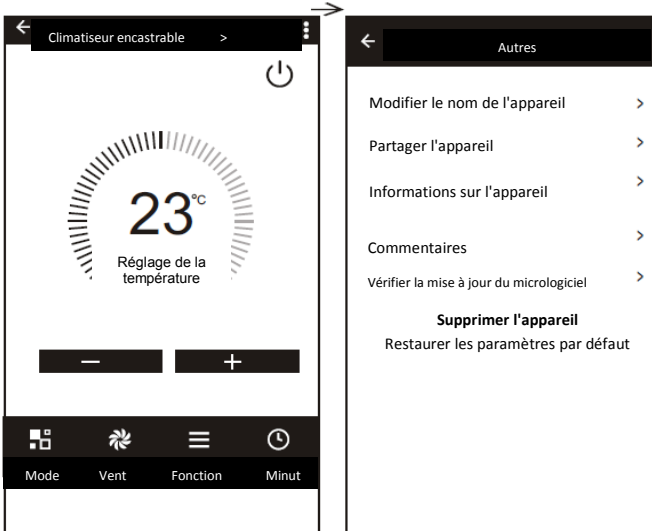 Climatiseur encastrable >
23°C
Réglage de la
température
Mode
Vent
Fonction
Minut
Autres
Modifier le nom de l'appareil
Partager l'appareil
Informations sur l'appareil
Commentaires
Vérifier la mise à jour du micrologiciel
Supprimer l'appareil
Restaurer les paramètres par défaut